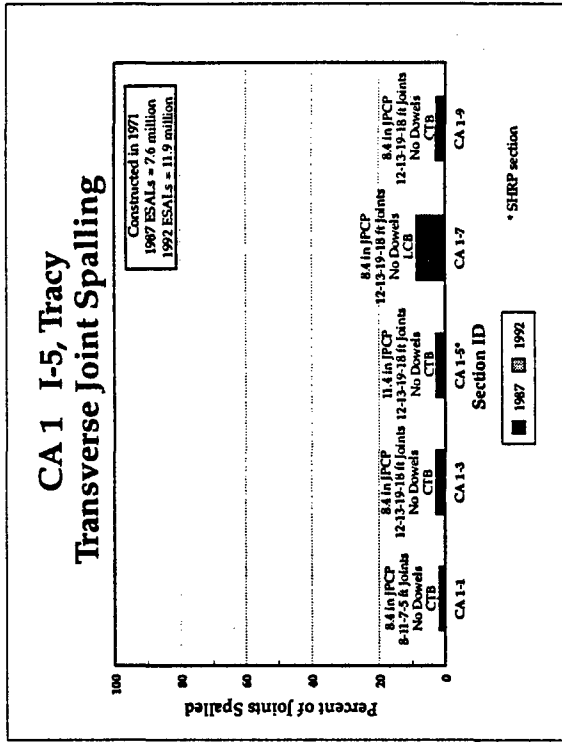 CA 1 I-5, Tracy
Transverse Joint Spalling
Constructed in 1971
1987 ESALs = 7.6 million
1992 ESALs = 11.9 million
Percent of Joints Spalled
100
80
60
40
20
0
8.4 in JPCP
8-11-7-5 ft Joints
No Dowels
CTB
8.4 in JPCP
12-13-19-18 ft Joints
No Dowels
CTB
11.4 in JPCP
12-13-19-18 ft Joints
No Dowels
CTB
8.4 in JPCP
12-13-19-18 ft Joints
No Dowels
LCB
8.4 in JPCP
12-13-19-18 ft Joints
No Dowels
CTB
CA 1-1
CA 1-3
CA 1-5*
CA 1-7
CA 1-9
Section ID
1987
1992
* SHRP section